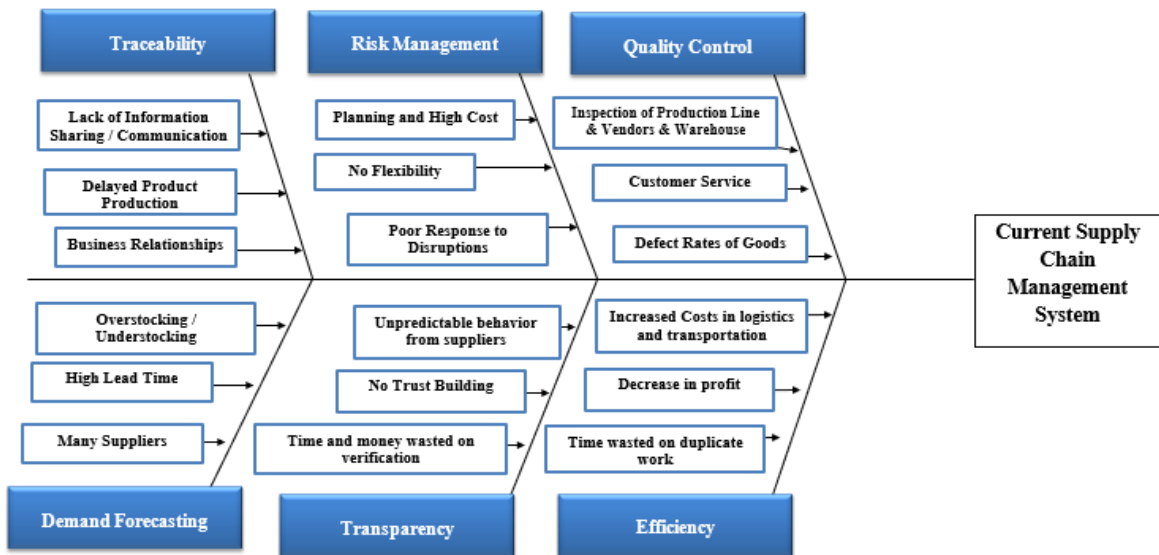 Traceability
Risk Management
Quality Control
Lack of Information
Sharing / Communication
Delayed Product
Production
Business Relationships
Planning and High Cost
No Flexibility
Poor Response to
Disruptions
Inspection of Production Line
& Vendors & Warehouse
Customer Service
Defect Rates of Goods
Current Supply
Chain
Management
System
Overstocking /
Understocking
High Lead Time
Many Suppliers
Unpredictable behavior
from suppliers
No Trust Building
Time and money wasted on
verification
Increased Costs in logistics
and transportation
Decrease in profit
Time wasted on duplicate
work
Demand Forecasting
Transparency
Efficiency